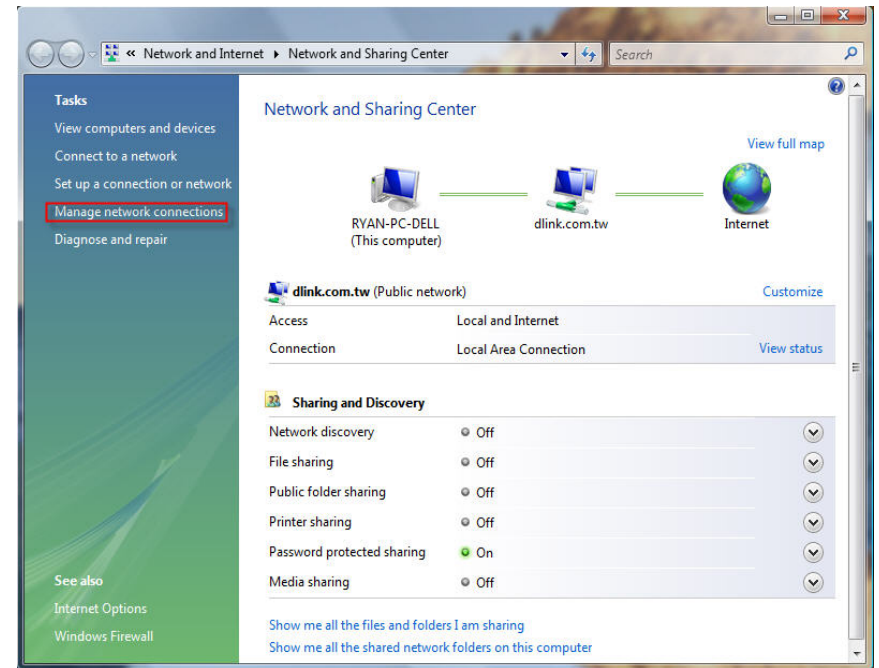 « Network and Internet ▸ Network and Sharing Center
Search
Tasks
View computers and devices
Connect to a network
Set up a connection or network
Manage network connections
Diagnose and repair
See also
Internet Options
Windows Firewall
Network and Sharing Center
View full map
RYAN-PC-DELL
(This computer)
dlink.com.tw
Internet
dlink.com.tw (Public network)
Customize
Access Local and Internet
Connection Local Area Connection View status
Sharing and Discovery
Network discovery Off
File sharing Off
Public folder sharing Off
Printer sharing Off
Password protected sharing On
Media sharing Off
Show me all the files and folders I am sharing
Show me all the shared network folders on this computer